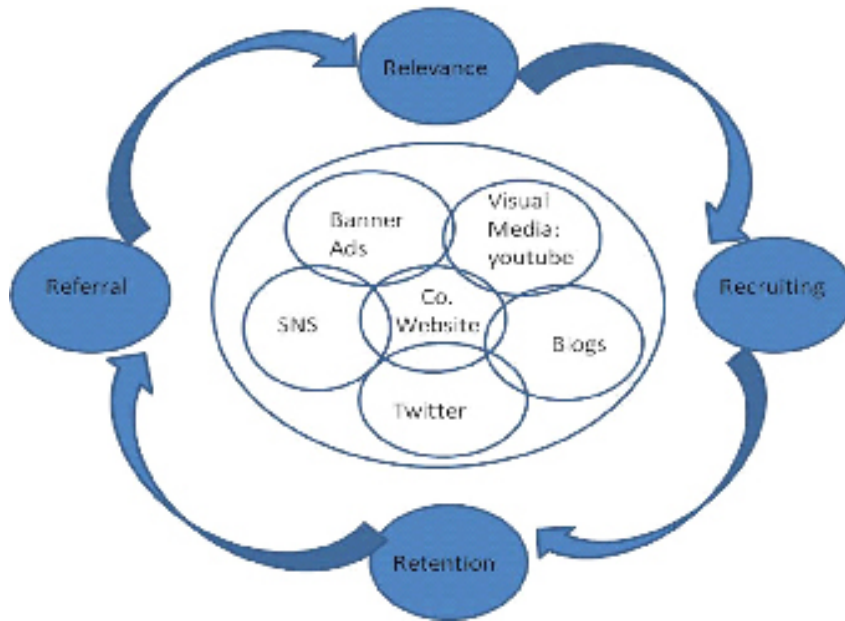 Relevance
Banner
Ads
Visual
Media:
youtube
Referral
Recruiting
SNS
Co.
Website
Blogs
Twitter
Retention